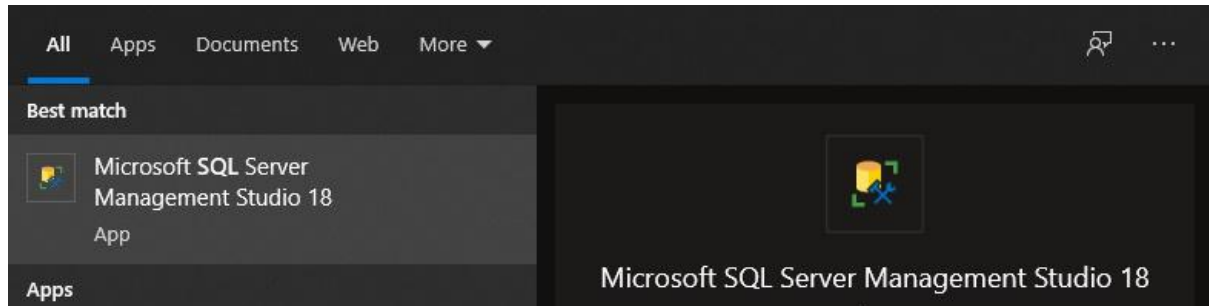 All Apps Documents Web More
Best match
Microsoft SQL Server
Management Studio 18
App
Microsoft SQL Server Management Studio 18
Apps